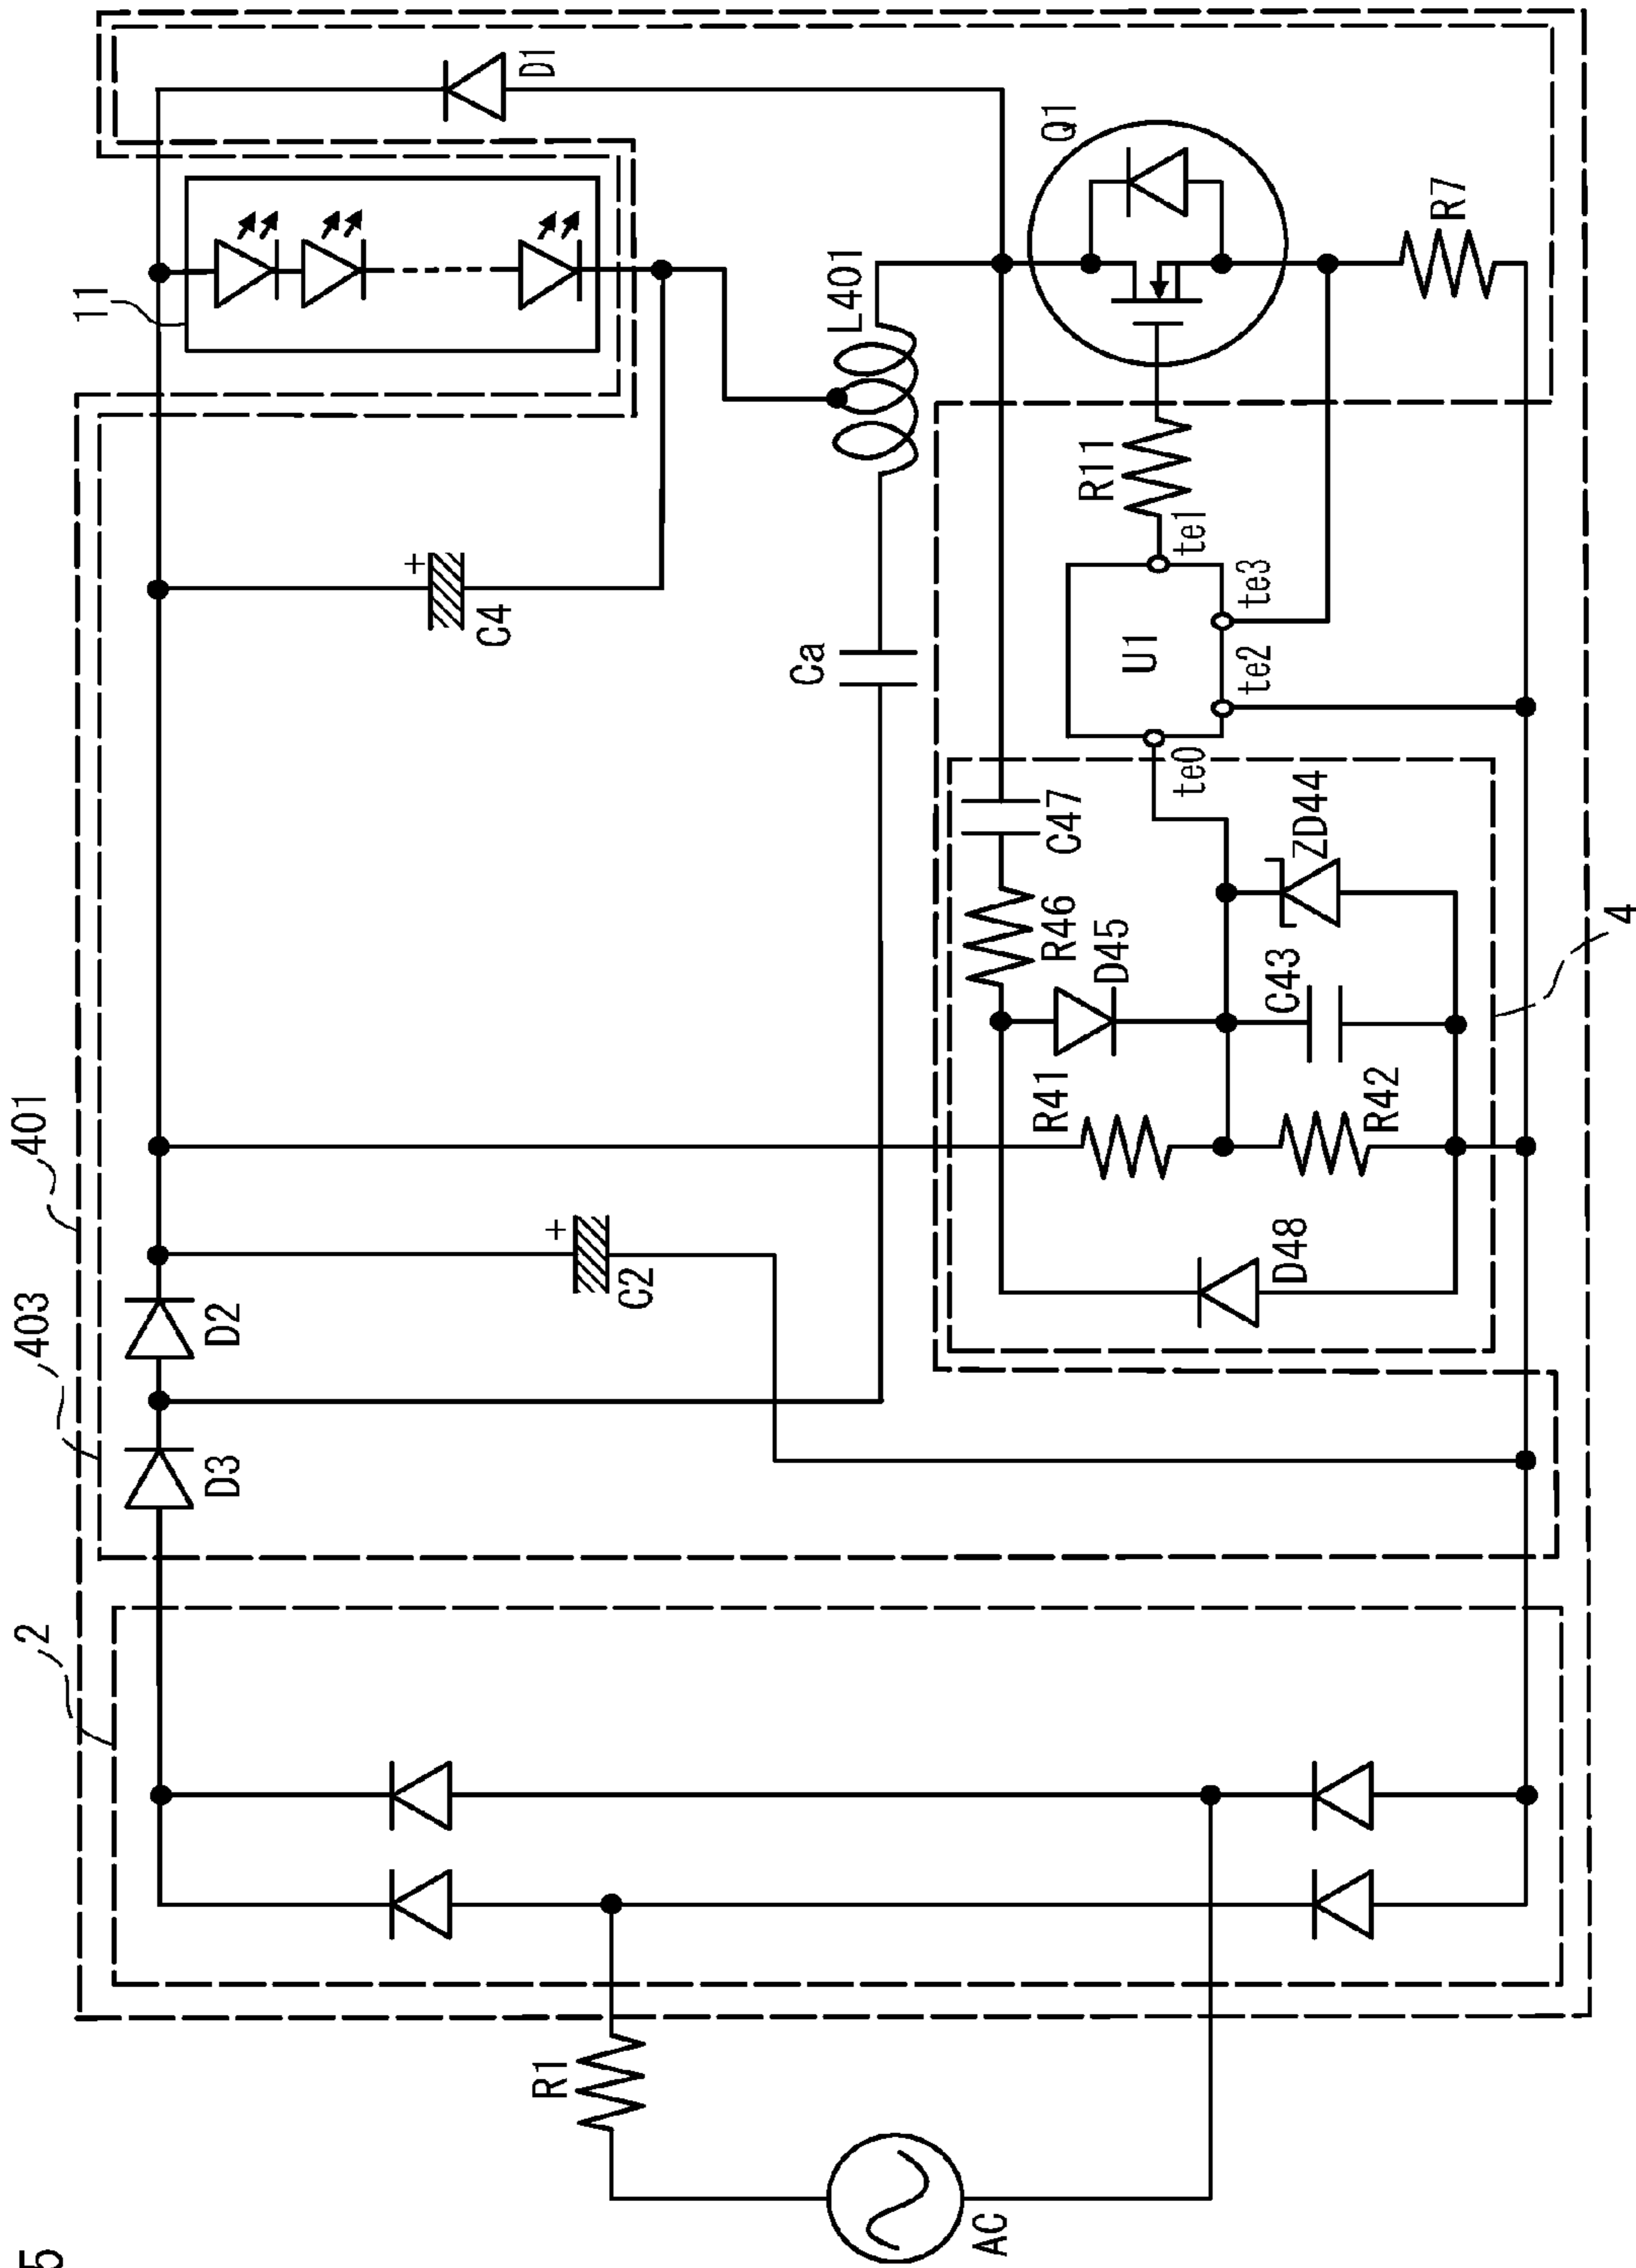 5
2
403
401
11
D3
D2
D1
C2
+
C4
+
Ca
L401
Q1
R1
AC
R11
R7
U1
te0
te1
te2
te3
C47
R46
D45
ZD44
C43
R41
R42
D48
4